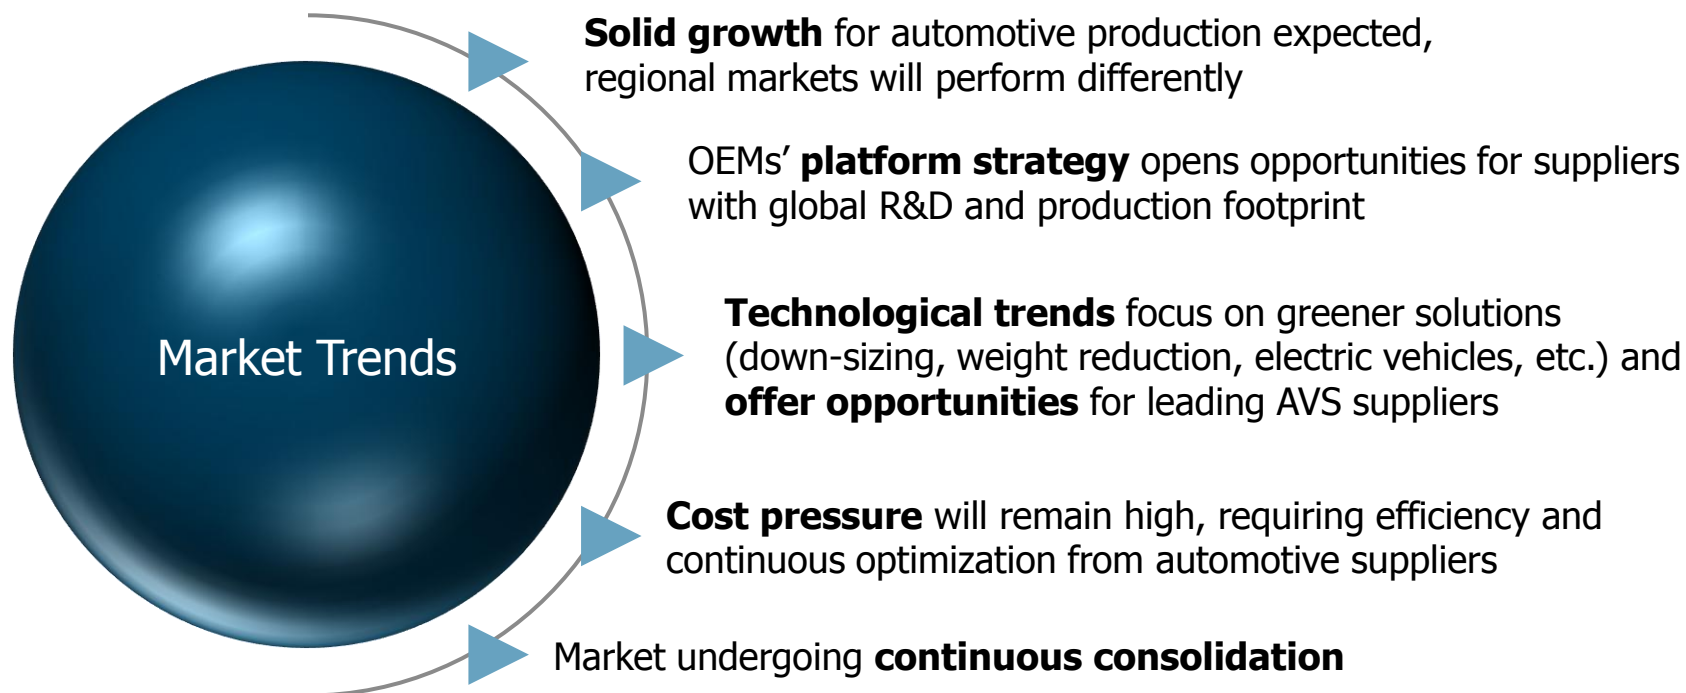 Solid growth for automotive production expected,
regional markets will perform differently
OEMs’ platform strategy opens opportunities for suppliers
with global R&D and production footprint
Market Trends
Technological trends focus on greener solutions
(down-sizing, weight reduction, electric vehicles, etc.) and
offer opportunities for leading AVS suppliers
Cost pressure will remain high, requiring efficiency and
continuous optimization from automotive suppliers
Market undergoing continuous consolidation